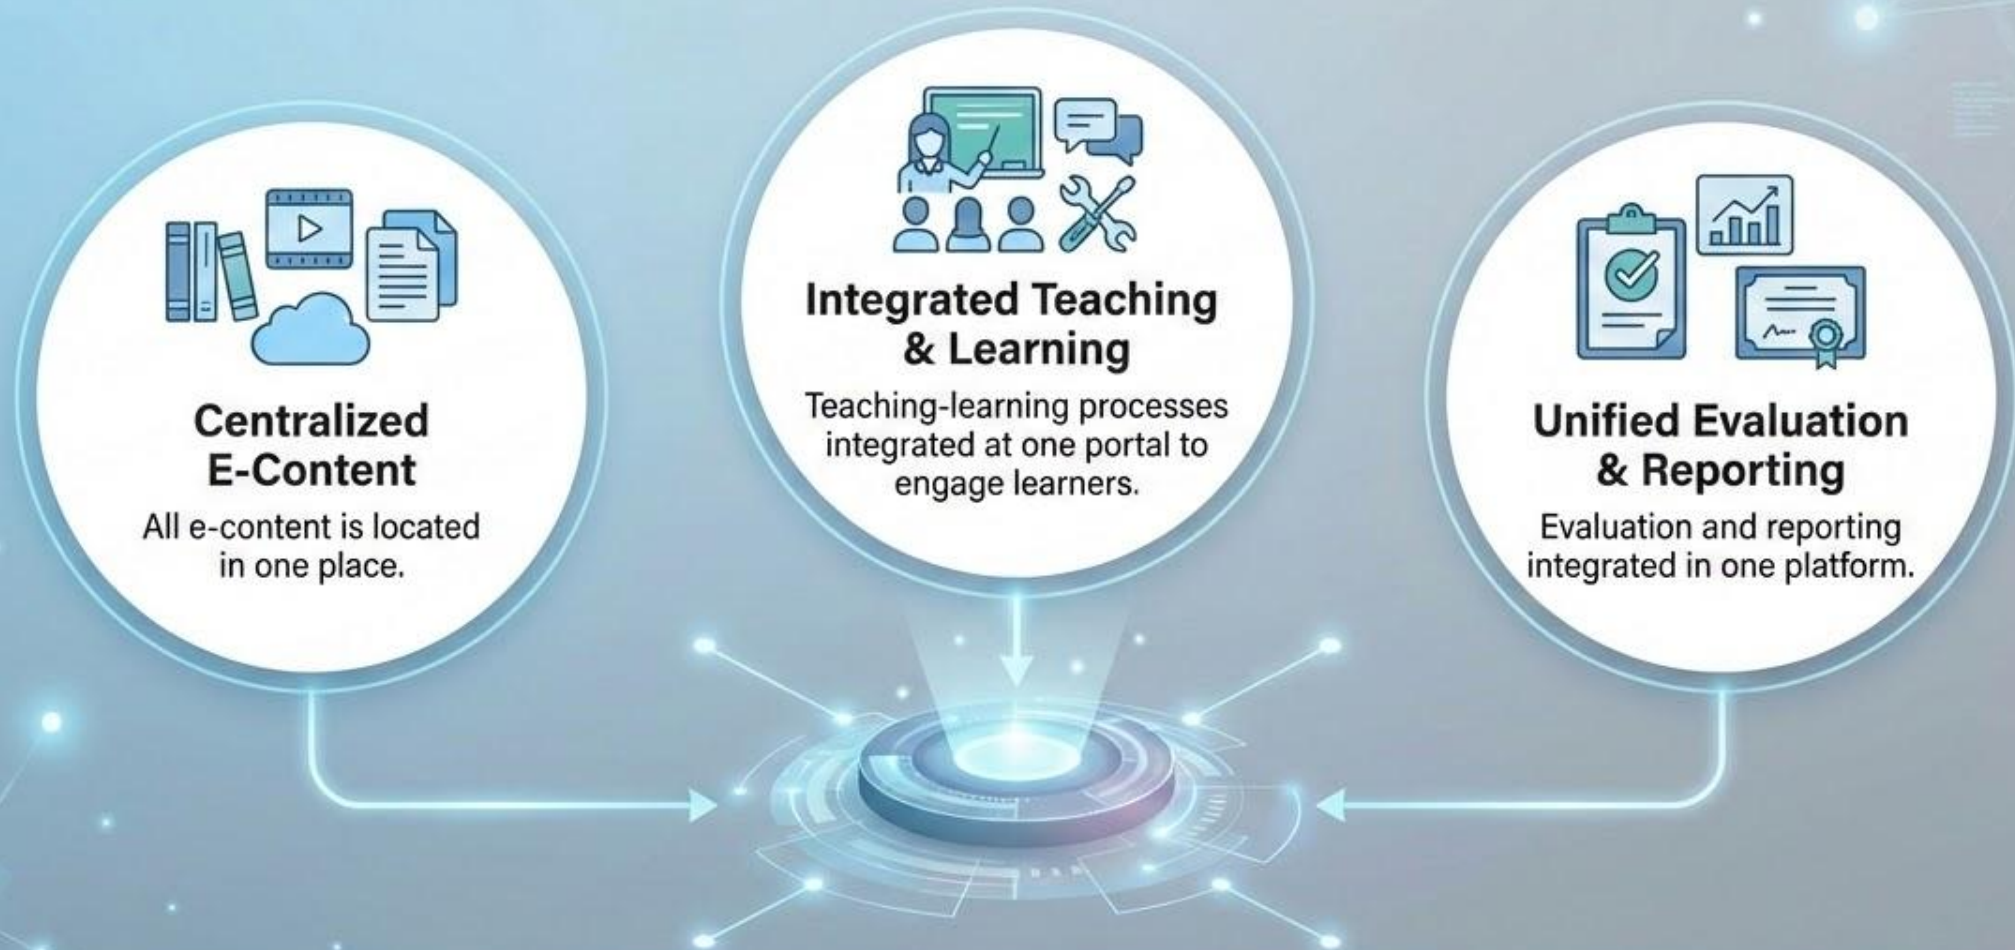 Centralized
E-Content
All e-content is located
in one place.
Integrated Teaching
& Learning
Teaching-learning processes
integrated at one portal to
engage learners.
Unified Evaluation
& Reporting
Evaluation and reporting
integrated in one platform.